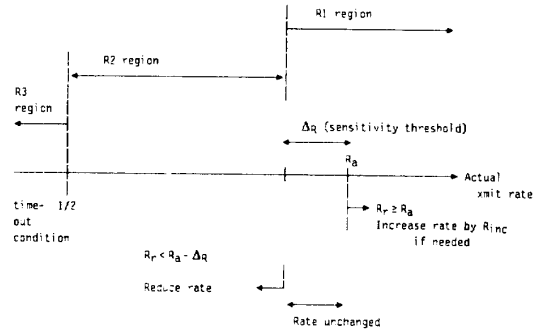 R1 region
R2 region
R3
region
ΔR (sensitivity threshold)
Ra
Actual
xmit rate
time-
out
condition
1/2
Rr ≥ Ra
Increase rate by Rinc
if needed
Rr < Ra - ΔR
Reduce rate
Rate unchanged